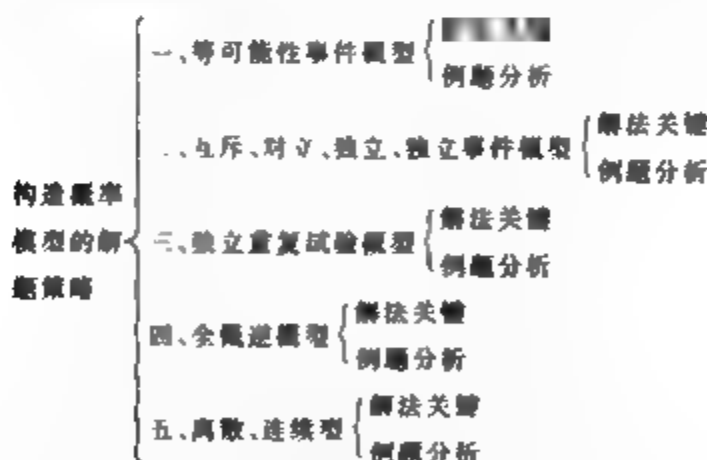 一、等可能性事件模型
例题分析
二、互斥、对立、独立、独立事件模型
解法关键
例题分析
构造概率
模型的解
题策略
三、独立重复试验模型
解法关键
例题分析
四、全概逆模型
解法关键
例题分析
五、离散、连续型
解法关键
例题分析